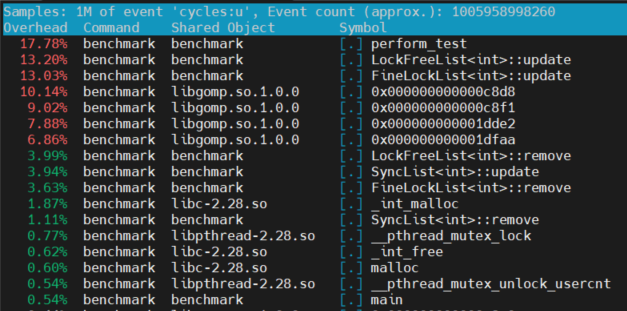 Samples: 1M of event 'cycles:u', Event count (approx.): 1005958998260
Overhead  Command    Shared Object        Symbol
17.78%  benchmark  benchmark            [.] perform_test
13.20%  benchmark  benchmark            [.] LockFreeList<int>::update
13.03%  benchmark  benchmark            [.] FineLockList<int>::update
10.14%  benchmark  libgomp.so.1.0.0     [.] 0x000000000000c8d8
9.02%  benchmark  libgomp.so.1.0.0     [.] 0x000000000000c8f1
7.88%  benchmark  libgomp.so.1.0.0     [.] 0x000000000001dde2
6.86%  benchmark  libgomp.so.1.0.0     [.] 0x000000000001dfaa
3.99%  benchmark  benchmark            [.] LockFreeList<int>::remove
3.94%  benchmark  benchmark            [.] SyncList<int>::update
3.63%  benchmark  benchmark            [.] FineLockList<int>::remove
1.87%  benchmark  libc-2.28.so         [.] _int_malloc
1.11%  benchmark  benchmark            [.] SyncList<int>::remove
0.77%  benchmark  libpthread-2.28.so   [.] __pthread_mutex_lock
0.62%  benchmark  libc-2.28.so         [.] _int_free
0.60%  benchmark  libc-2.28.so         [.] malloc
0.54%  benchmark  libpthread-2.28.so   [.] __pthread_mutex_unlock_usercnt
0.54%  benchmark  benchmark            [.] main